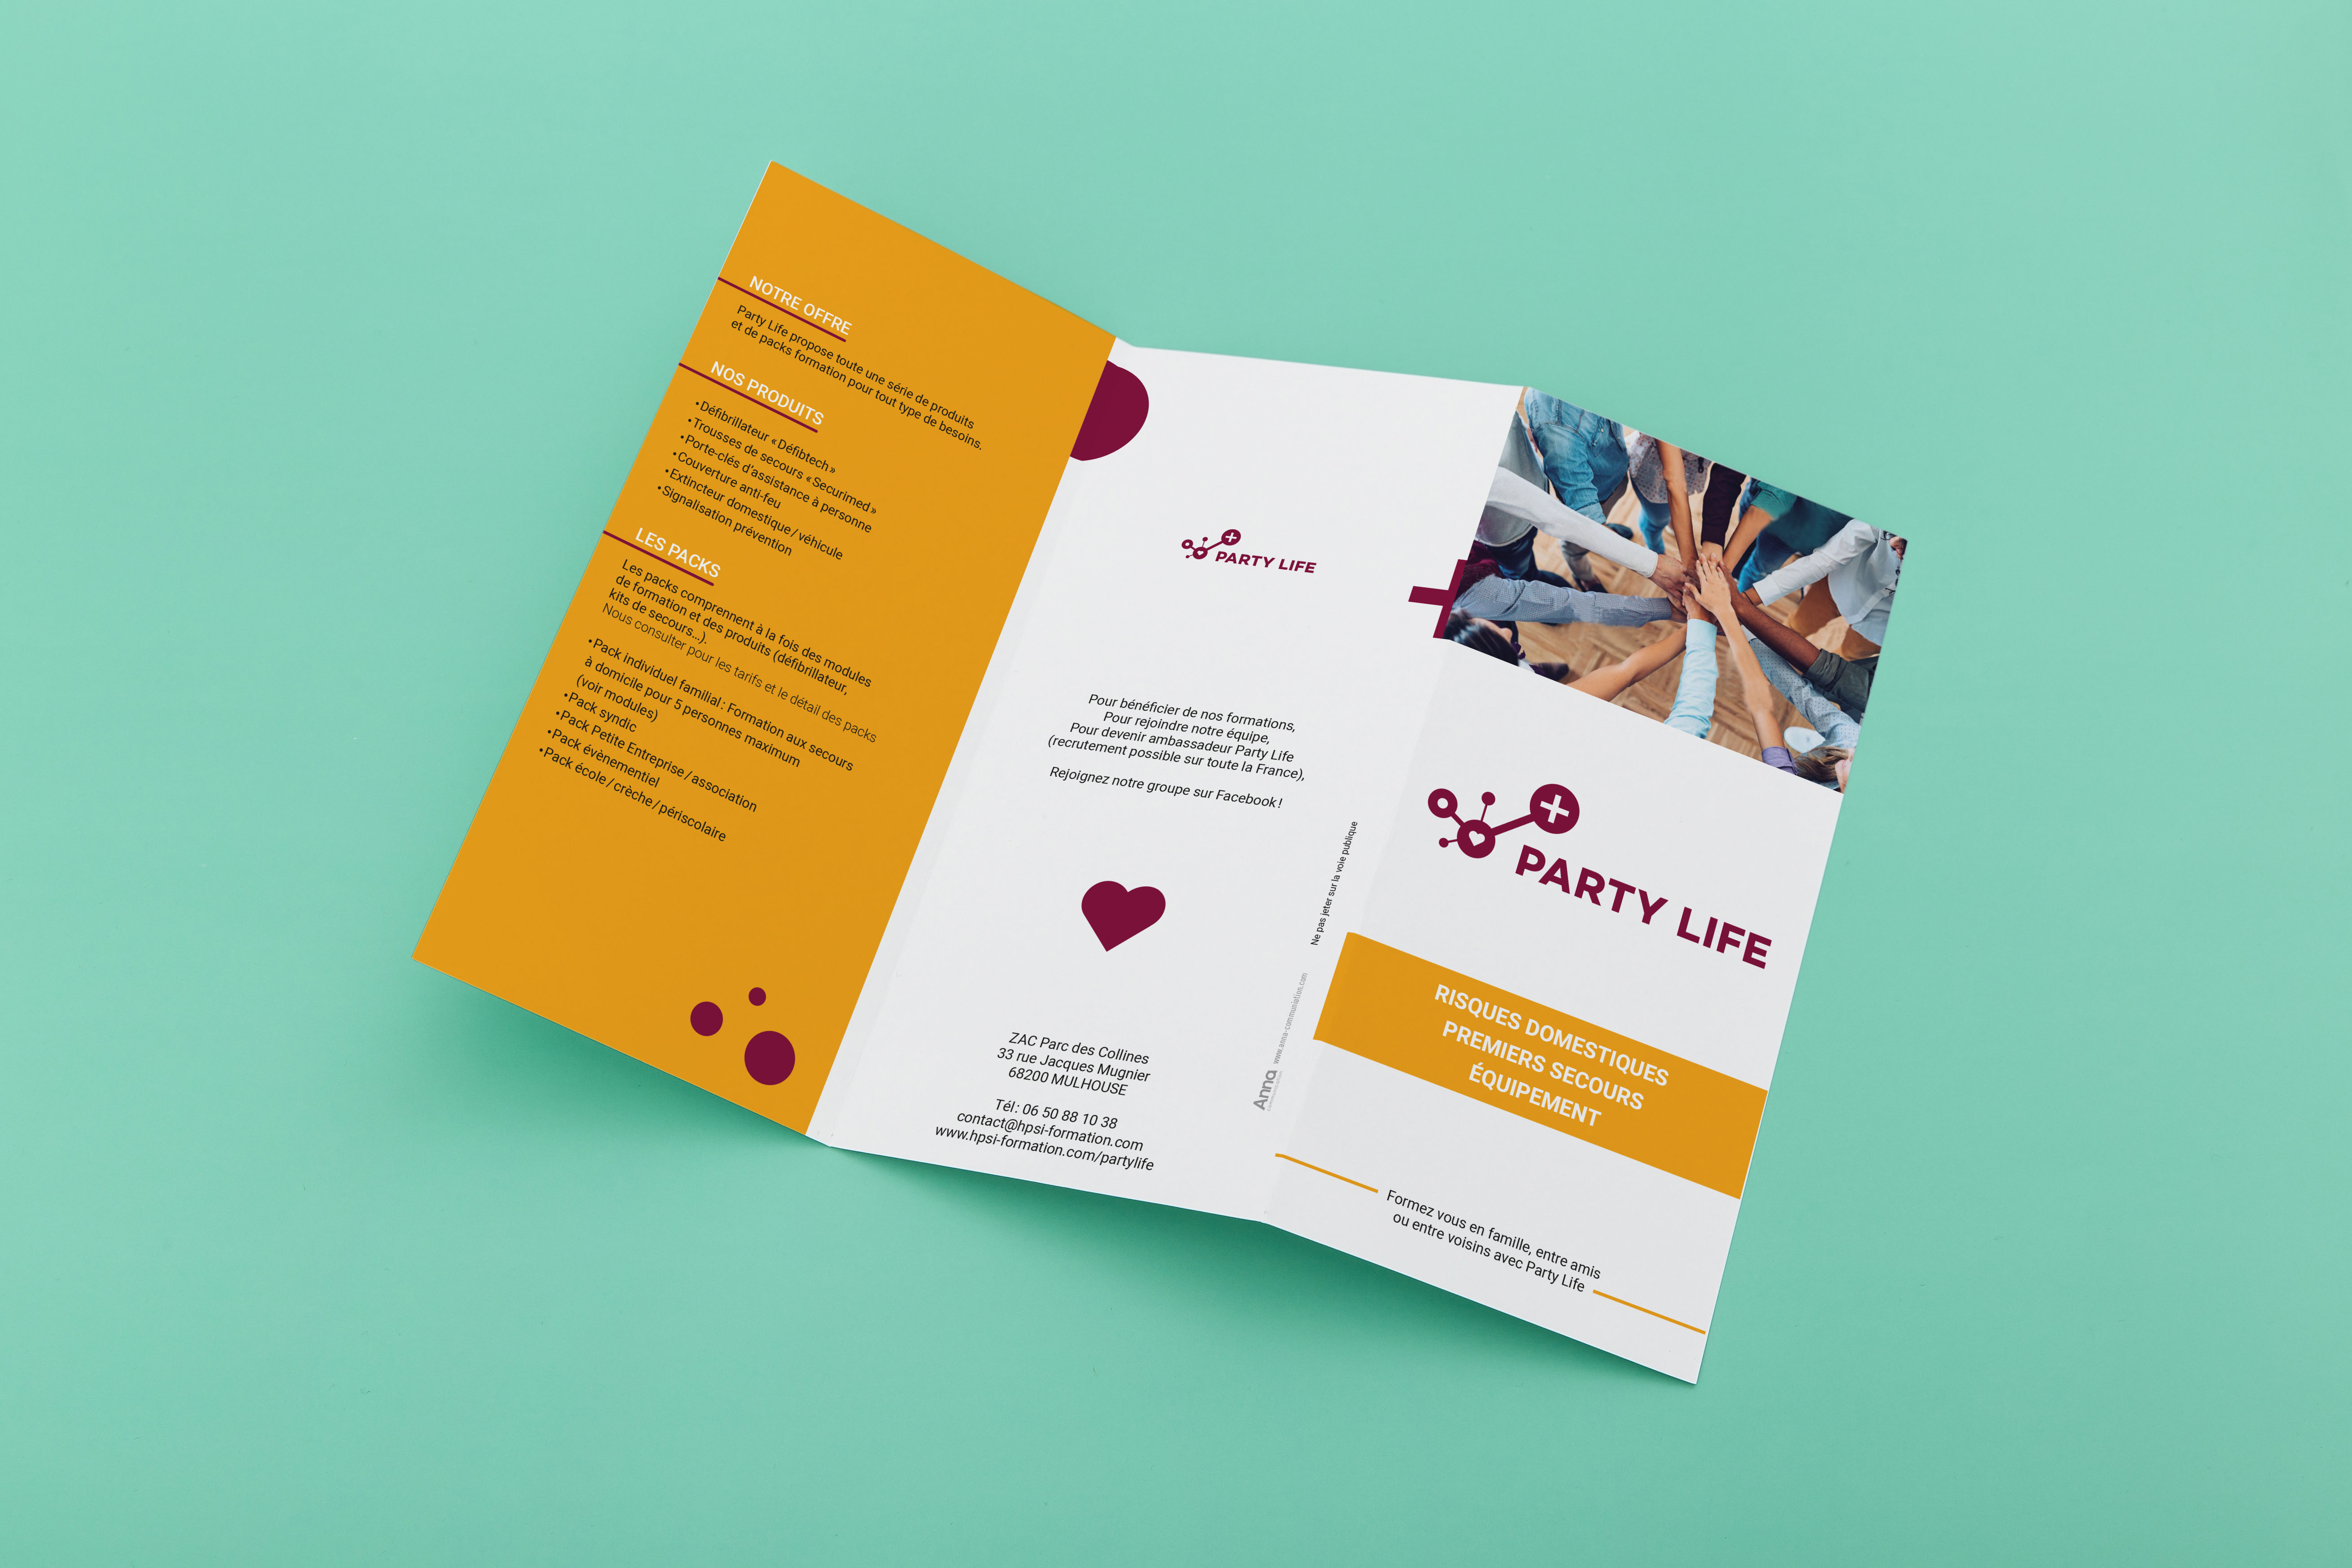 NOTRE OFFRE
Party Life propose toute une série de produits
et de packs formation pour tout type de besoins.
NOS PRODUITS
• Défibrillateur « Défibtech »
• Trousses de secours « Securimed »
• Porte-clés d'assistance à personne
• Couverture anti-feu
• Extincteur domestique / véhicule
• Signalisation prévention
LES PACKS
Les packs comprennent à la fois des modules
de formation et des produits (défibrillateur,
kits de secours...).
Nous consulter pour les tarifs et le détail des packs
• Pack individuel familial : Formation aux secours
à domicile pour 5 personnes maximum
(voir modules)
• Pack syndic
• Pack Petite Entreprise / association
• Pack évènementiel
• Pack école / crèche / périscolaire
PARTY LIFE
Pour bénéficier de nos formations,
Pour rejoindre notre équipe,
Pour devenir ambassadeur Party Life
(recrutement possible sur toute la France),
Rejoignez notre groupe sur Facebook !
ZAC Parc des Collines
33 rue Jacques Mugnier
68200 MULHOUSE
Tél : 06 50 88 10 38
contact@hpsi-formation.com
www.hpsi-formation.com/partylife
Ne pas jeter sur la voie publique
Anna
PARTY LIFE
RISQUES DOMESTIQUES
PREMIERS SECOURS
ÉQUIPEMENT
Formez vous en famille, entre amis
ou entre voisins avec Party Life